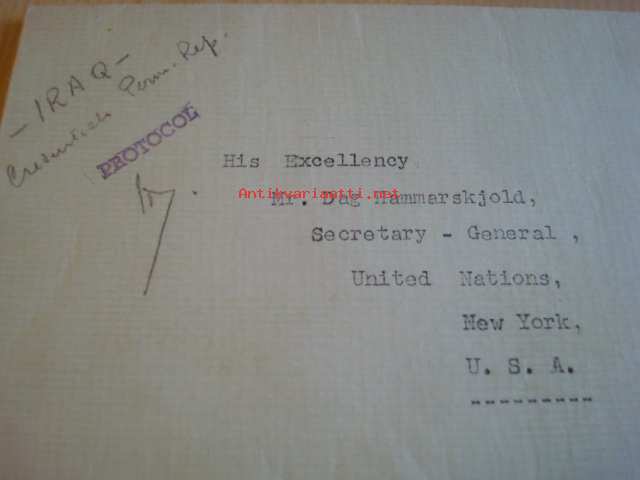 - IRAQ -
Credentials Perm. Rep.
PROTOCOL
His Excellency
Antikvariaatti.net
Mr. Dag Hammarskjold,
Secretary - General,
United Nations,
New York,
U. S. A.